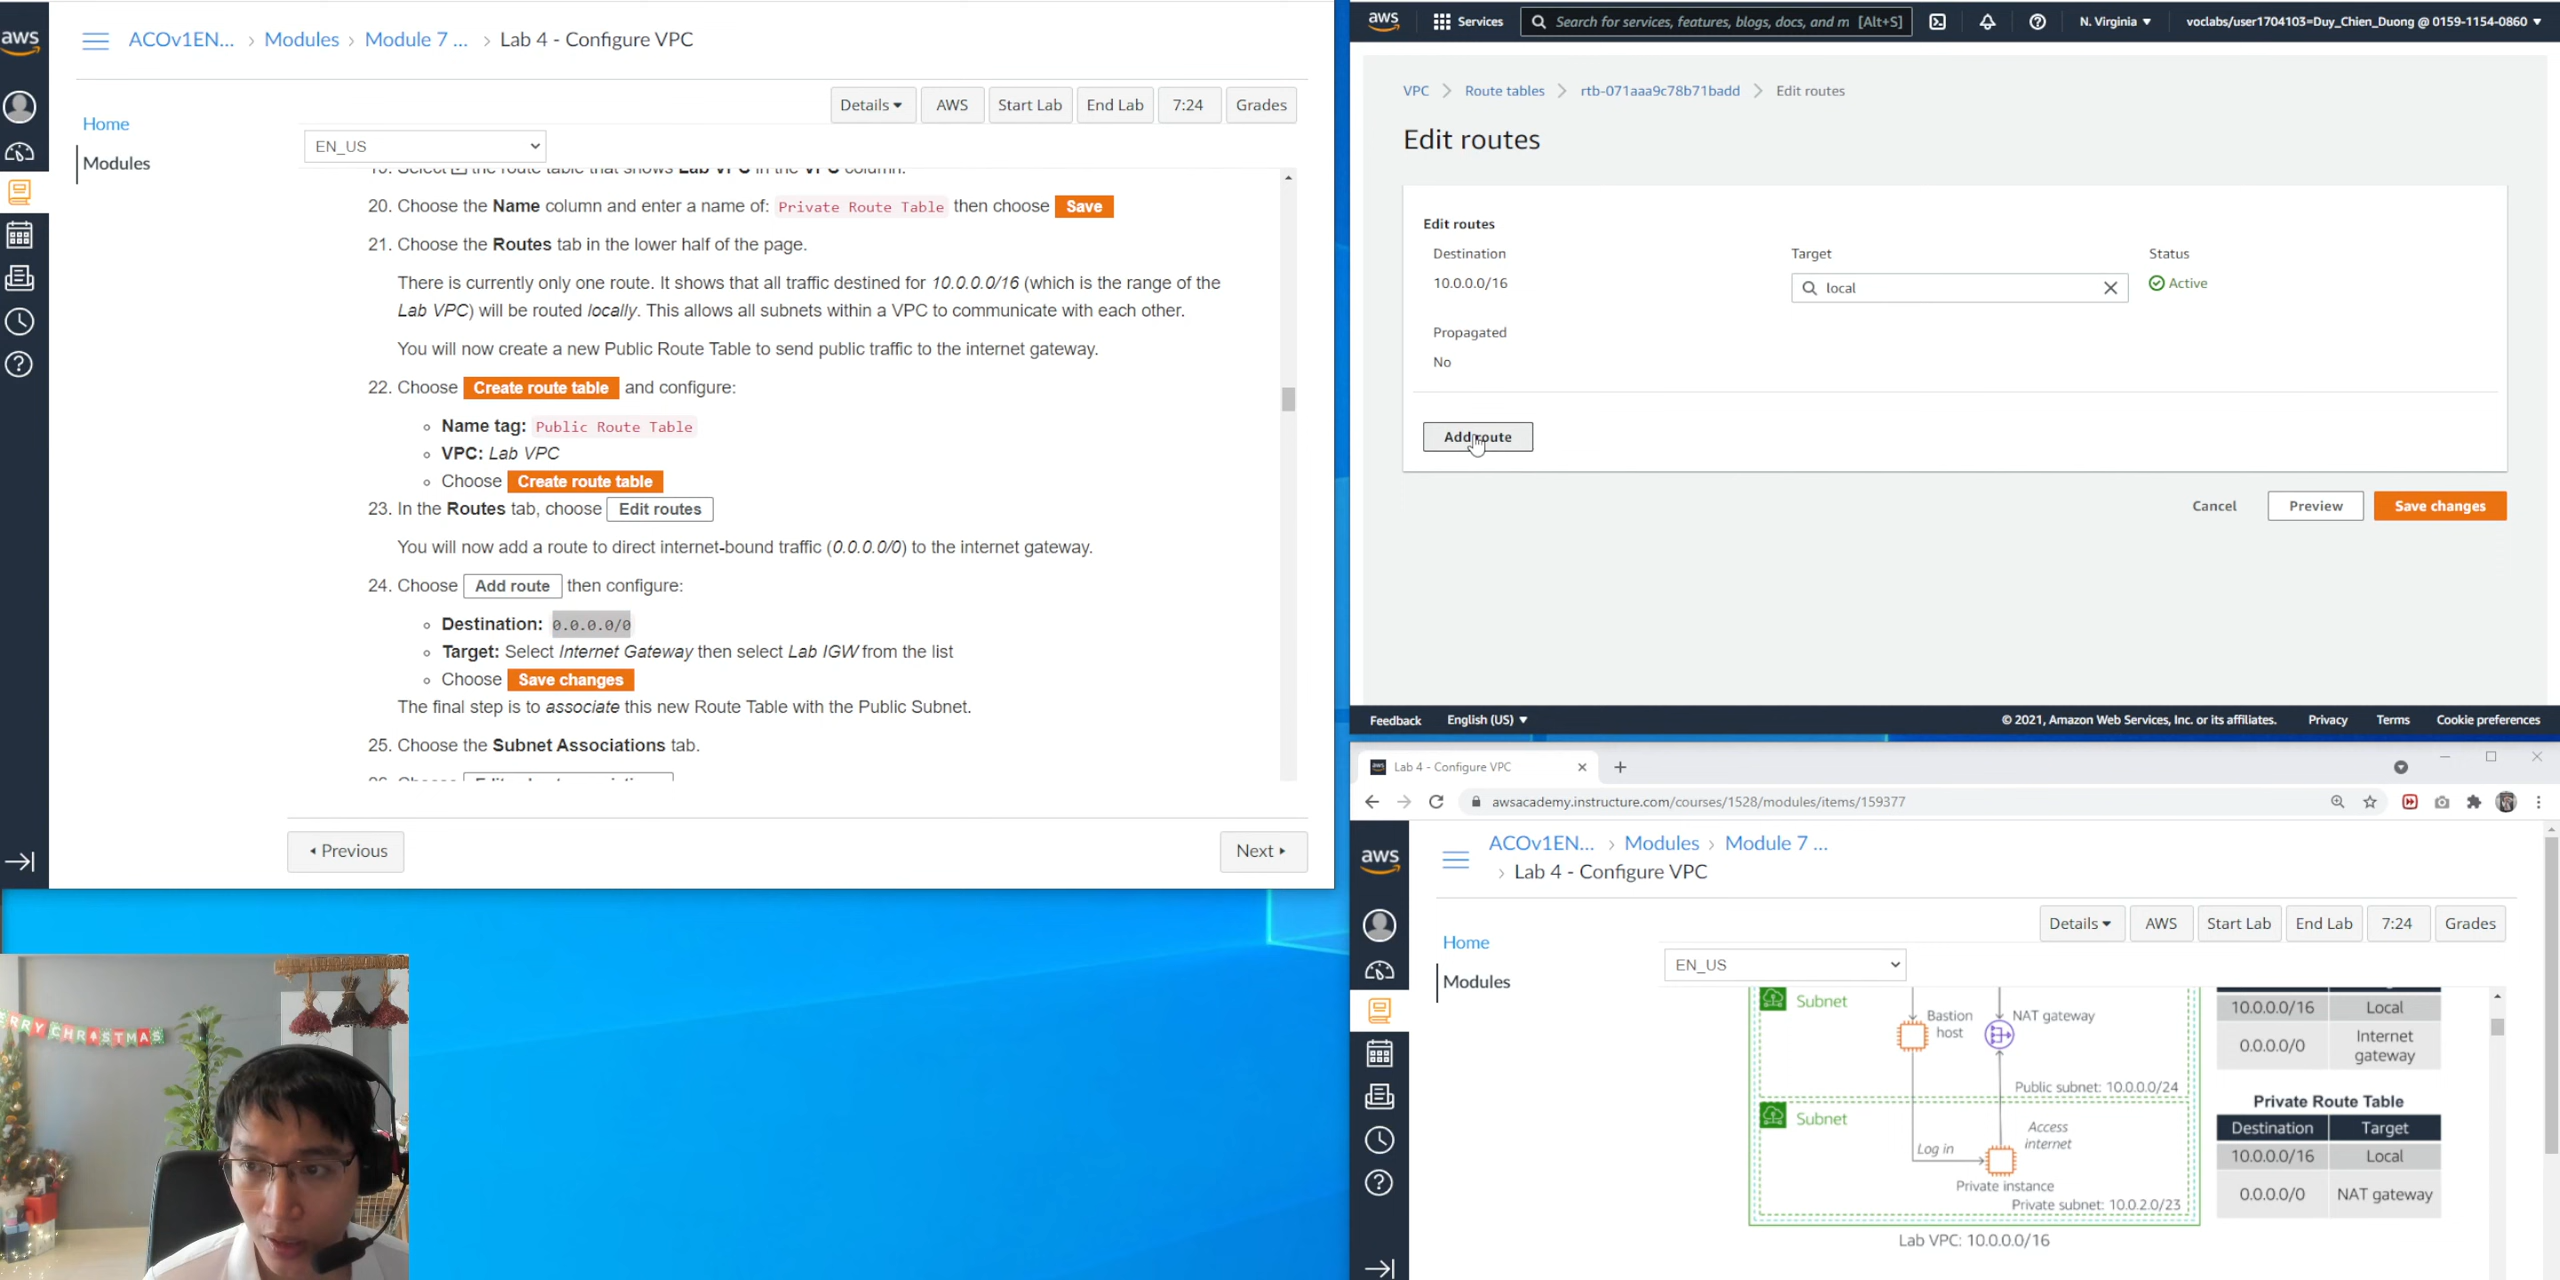 aws
ACOv1EN... > Modules > Module 7 ... > Lab 4 - Configure VPC
Details AWS Start Lab End Lab 7:24 Grades
Home
Modules
EN_US
20. Choose the Name column and enter a name of: Private Route Table then choose Save
21. Choose the Routes tab in the lower half of the page.
There is currently only one route. It shows that all traffic destined for 10.0.0.0/16 (which is the range of the
Lab VPC) will be routed locally. This allows all subnets within a VPC to communicate with each other.
You will now create a new Public Route Table to send public traffic to the internet gateway.
22. Choose Create route table and configure:
Name tag: Public Route Table
VPC: Lab VPC
Choose Create route table
23. In the Routes tab, choose Edit routes
You will now add a route to direct internet-bound traffic (0.0.0.0/0) to the internet gateway.
24. Choose Add route then configure:
Destination: 0.0.0.0/0
Target: Select Internet Gateway then select Lab IGW from the list
Choose Save changes
The final step is to associate this new Route Table with the Public Subnet.
25. Choose the Subnet Associations tab.
Previous
Next
aws Services Search for services, features, blogs, docs, and m [Alt+S] N. Virginia voclabs/user1704103=Duy_Chien_Duong @ 0159-1154-0860
VPC > Route tables > rtb-071aaa9c78b71badd > Edit routes
Edit routes
Edit routes
Destination Target Status
10.0.0.0/16 local Active
Propagated
No
Add route
Cancel Preview Save changes
Feedback English (US) © 2021, Amazon Web Services, Inc. or its affiliates. Privacy Terms Cookie preferences
Lab 4 - Configure VPC
awsacademy.instructure.com/courses/1528/modules/items/159377
aws
ACOv1EN... > Modules > Module 7 ...
> Lab 4 - Configure VPC
Details AWS Start Lab End Lab 7:24 Grades
Home
Modules
EN_US
Subnet
Bastion
host
NAT gateway
Public subnet: 10.0.0.0/24
Subnet
Access
internet
Log in
Private instance
Private subnet: 10.0.2.0/23
Lab VPC: 10.0.0.0/16
10.0.0.0/16 Local
0.0.0.0/0 Internet
gateway
Private Route Table
Destination Target
10.0.0.0/16 Local
0.0.0.0/0 NAT gateway
ERRY CHRISTMAS